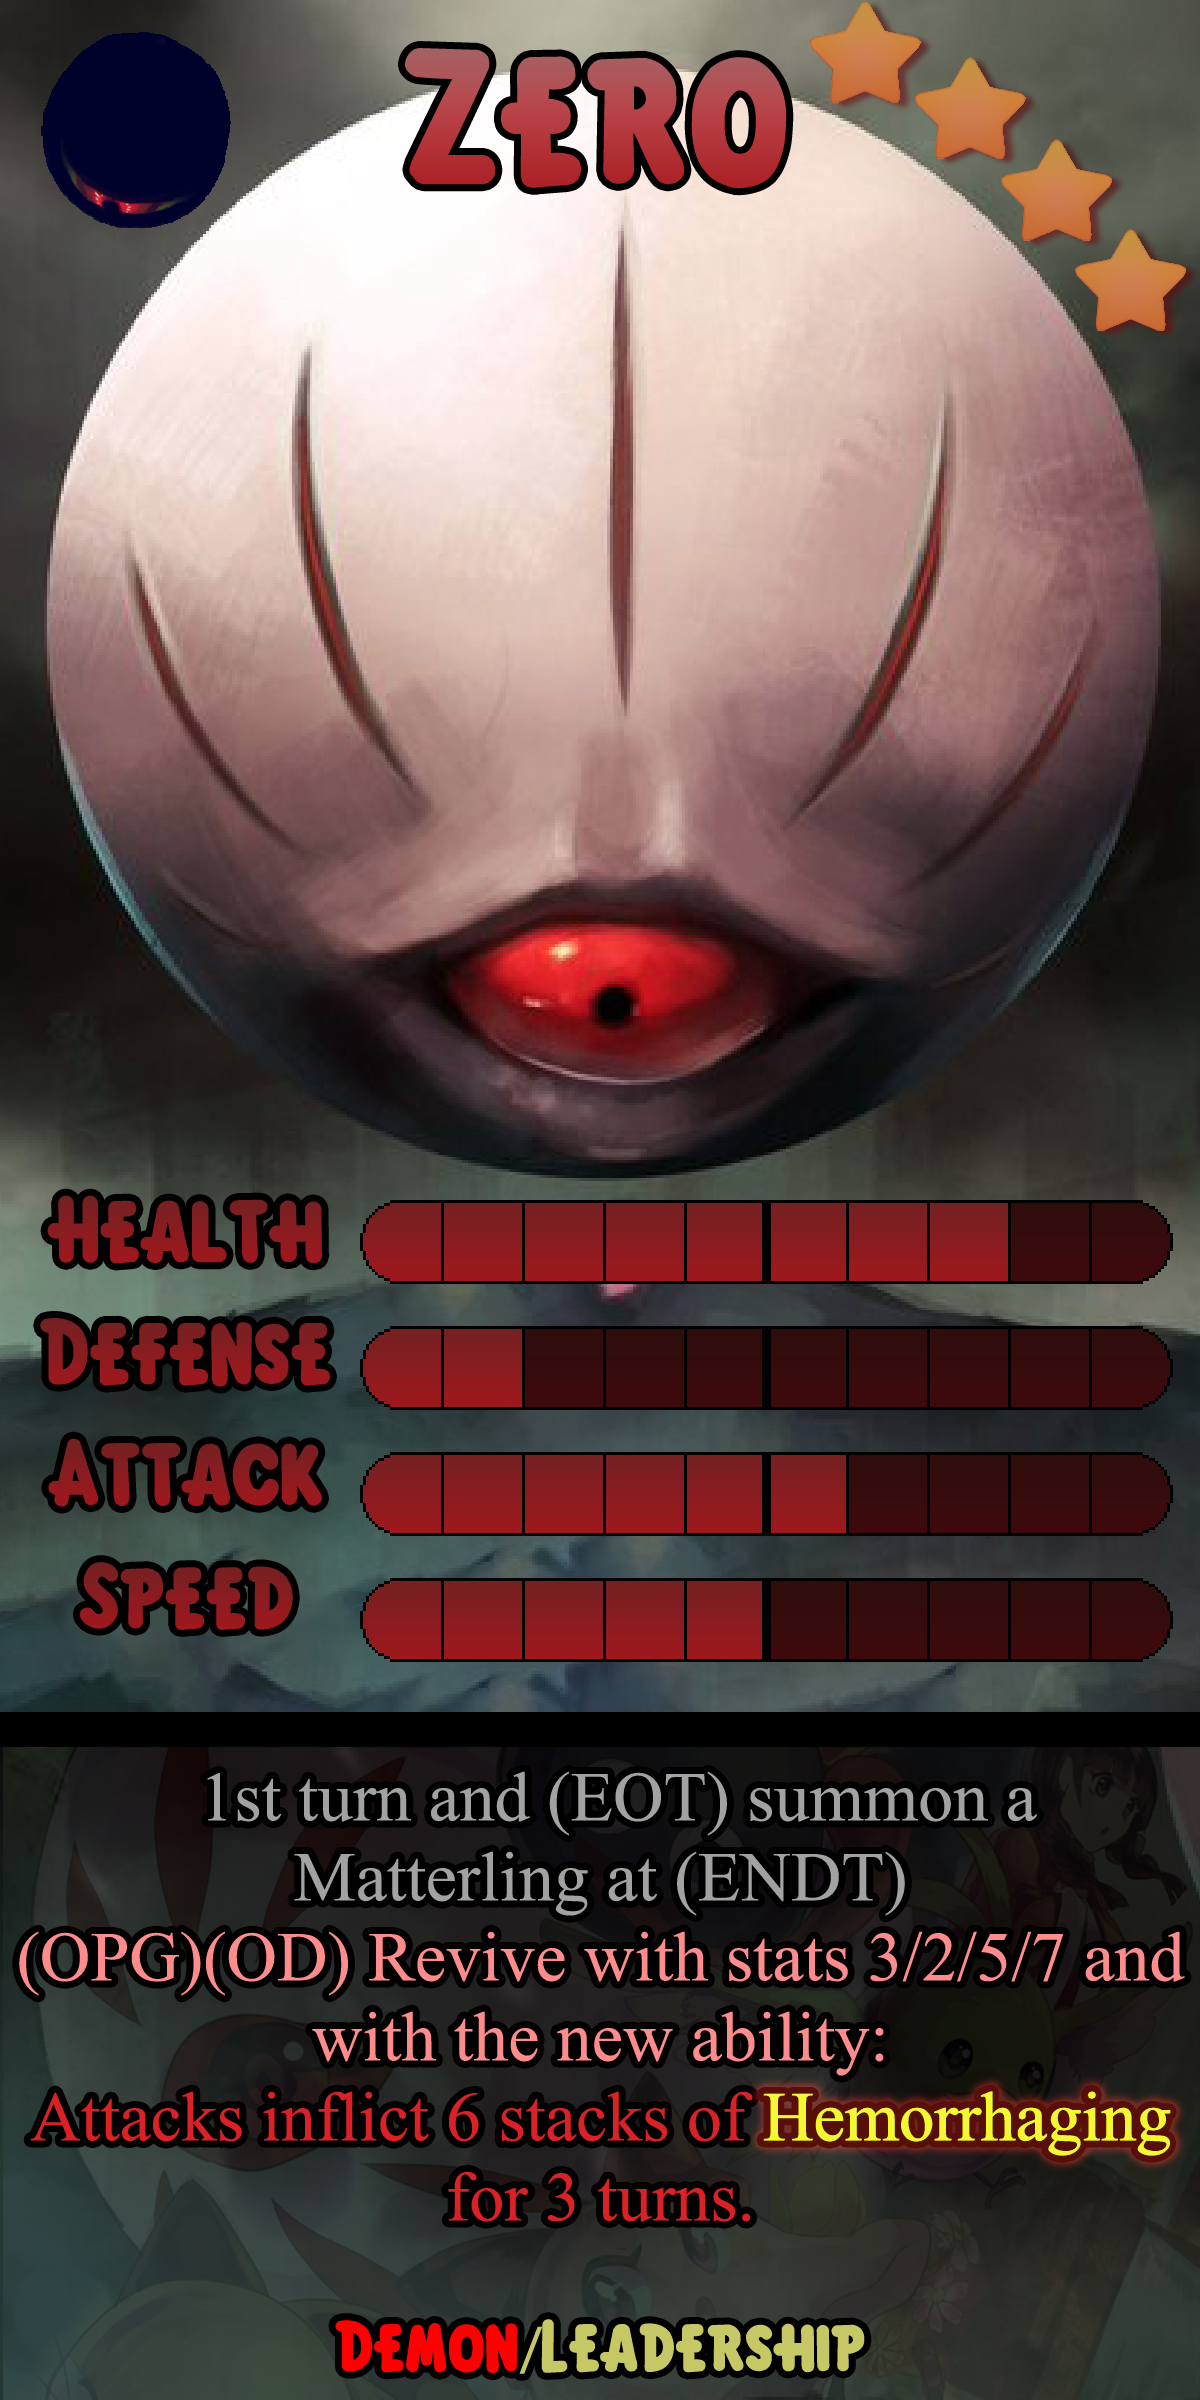 ZERO
HEALTH
DEFENSE
ATTACK
SPEED
1st turn and (EOT) summon a
Matterling at (ENDT)
(OPG)(OD) Revive with stats 3/2/5/7 and
with the new ability:
Attacks inflict 6 stacks of Hemorrhaging
for 3 turns.
DEMON/LEADERSHIP